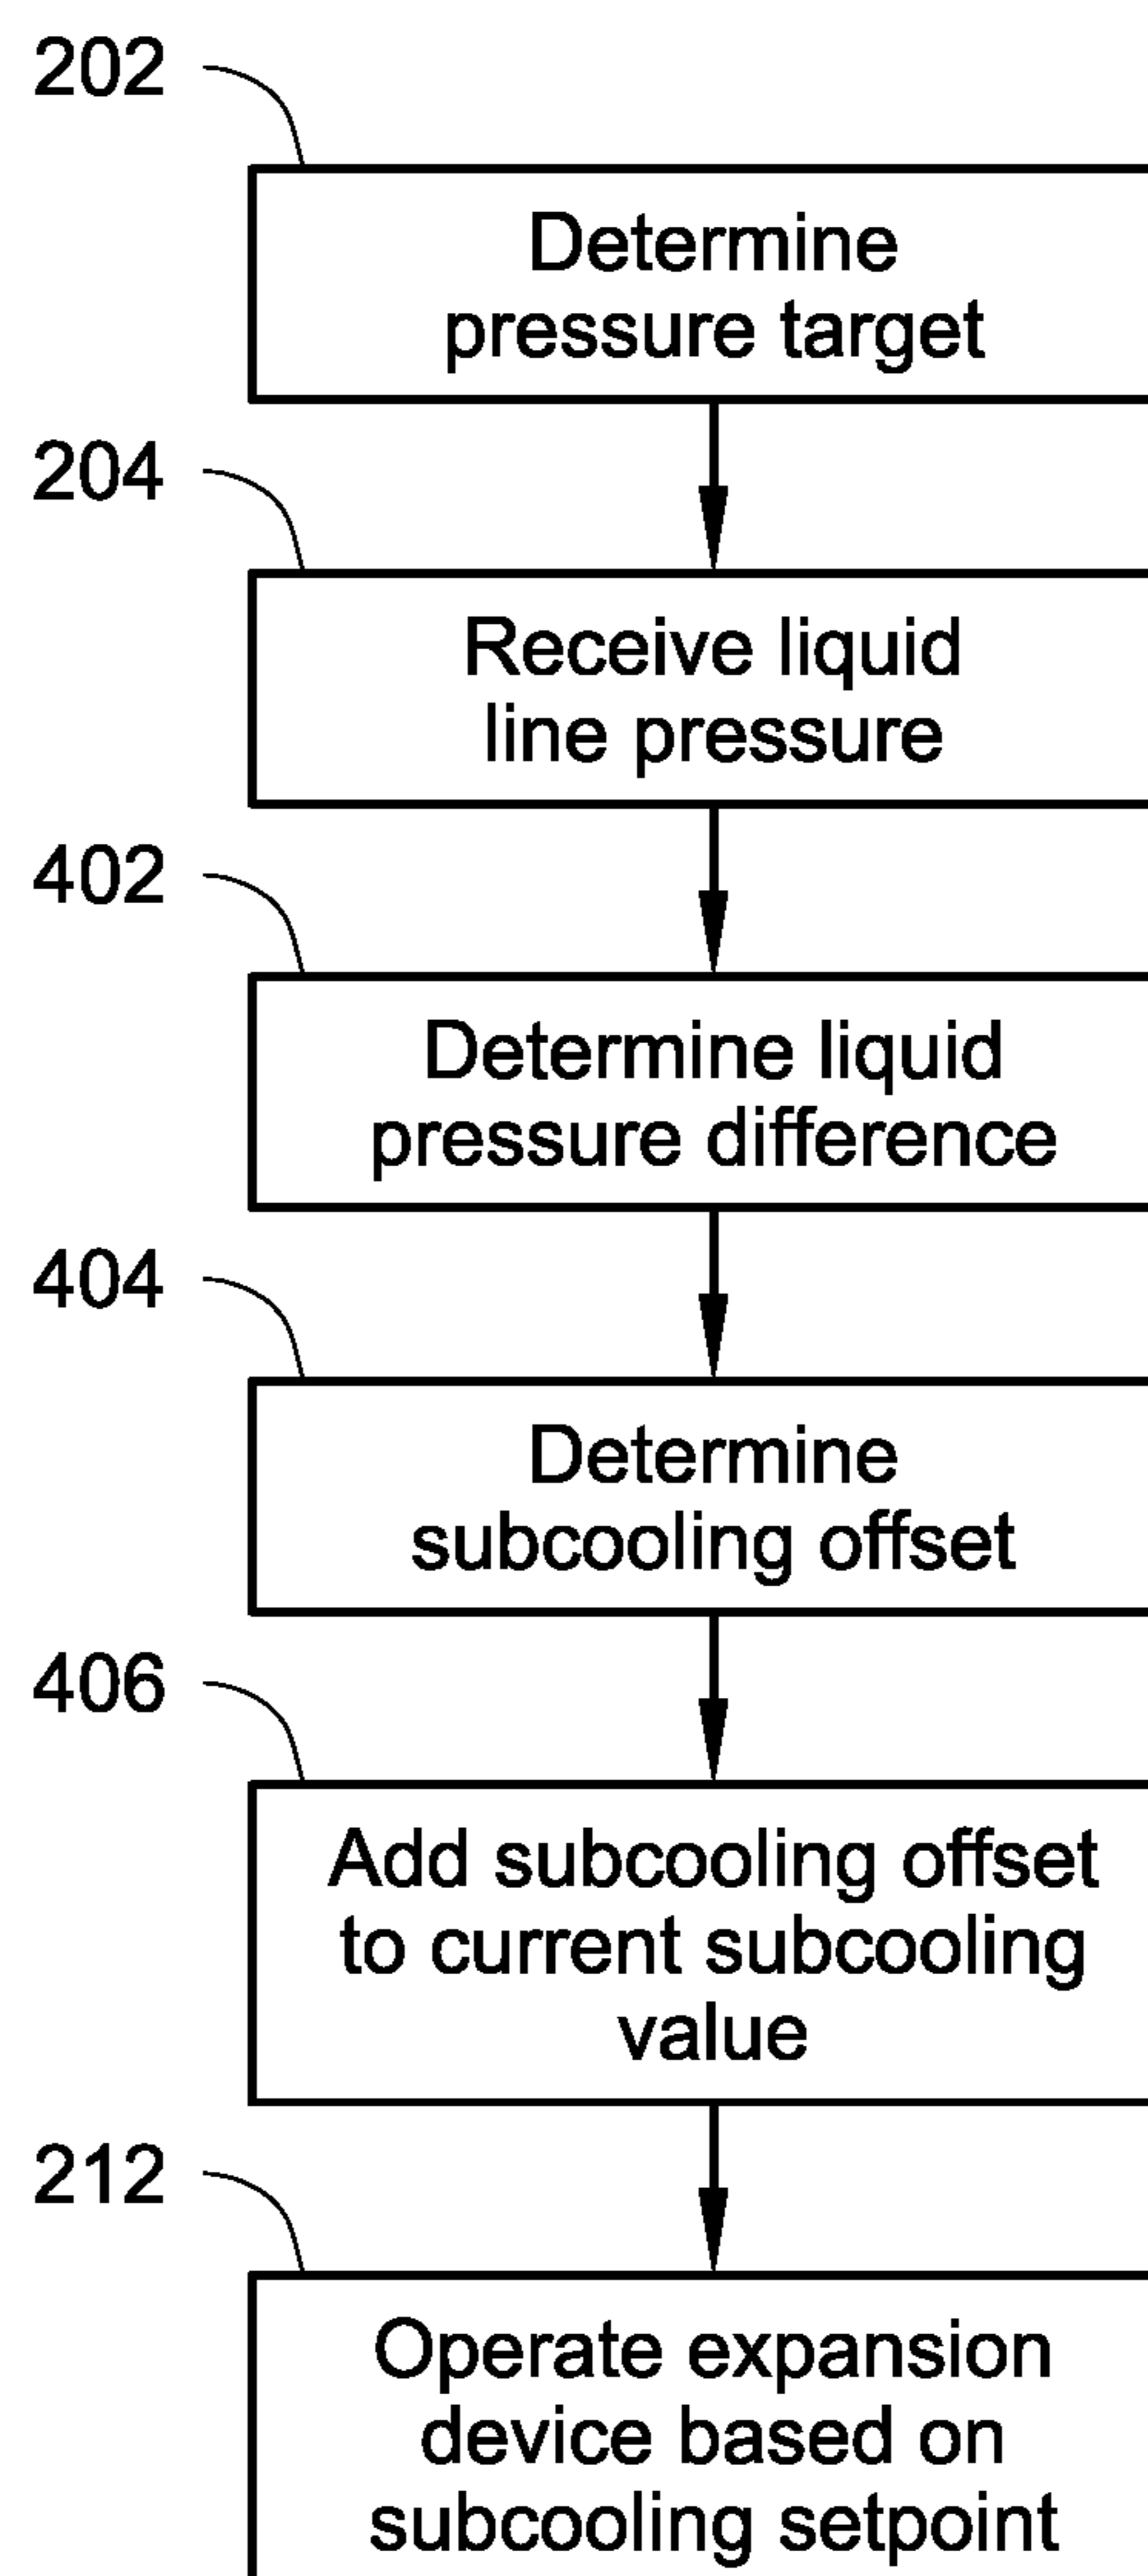 202
Determine
pressure target
204
Receive liquid
line pressure
402
Determine liquid
pressure difference
404
Determine
subcooling offset
406
Add subcooling offset
to current subcooling
value
212
Operate expansion
device based on
subcooling setpoint